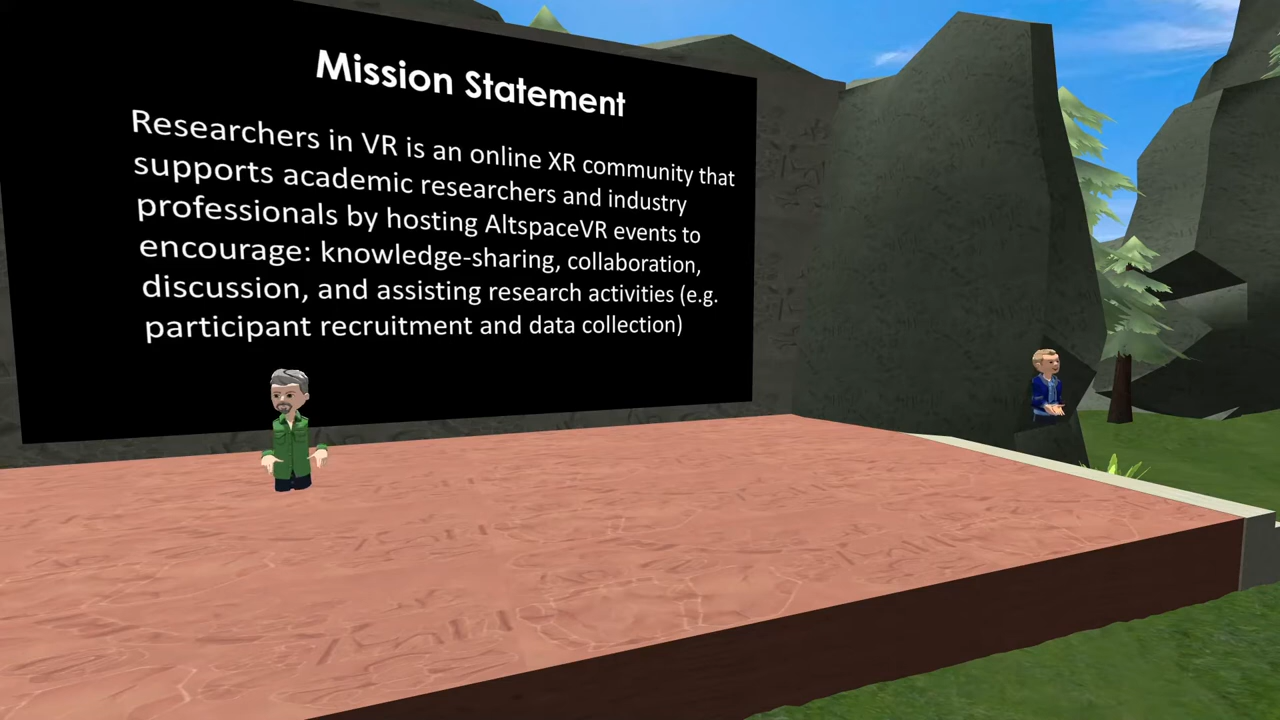 Mission Statement
Researchers in VR is an online XR community that
supports academic researchers and industry
professionals by hosting AltspaceVR events to
encourage: knowledge-sharing, collaboration,
discussion, and assisting research activities (e.g.
participant recruitment and data collection)